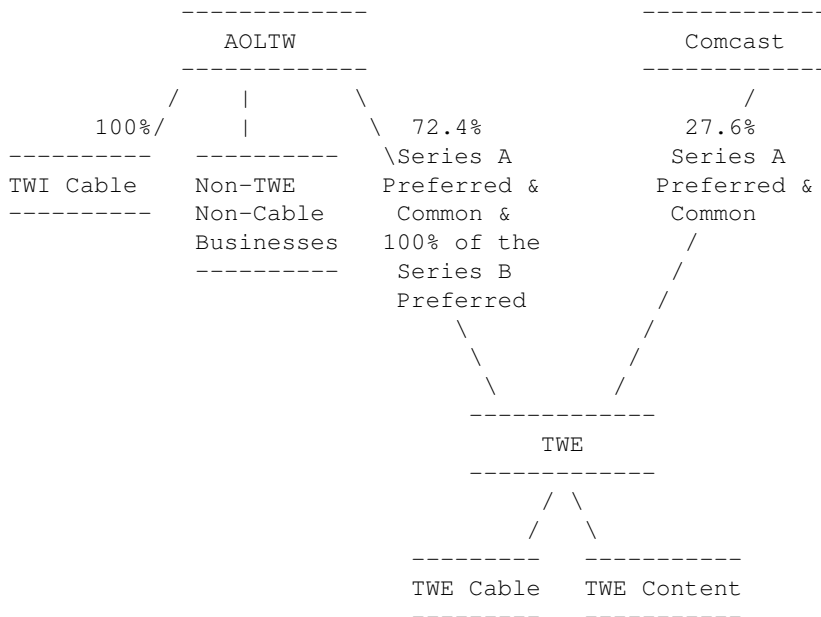 -------------                    -------------
AOLTW                            Comcast
-------------                    -------------
/    |       \                           /
100%/     |        \  72.4%              27.6%
----------   ----------   \Series A           Series A
TWI Cable    Non-TWE      Preferred &        Preferred &
----------   Non-Cable     Common &           Common
Businesses   100% of the          /
----------    Series B           /
Preferred         /
\           /
\         /
\       /
-------------
TWE
-------------
/ \
/   \
---------   -----------
TWE Cable   TWE Content
---------   -----------